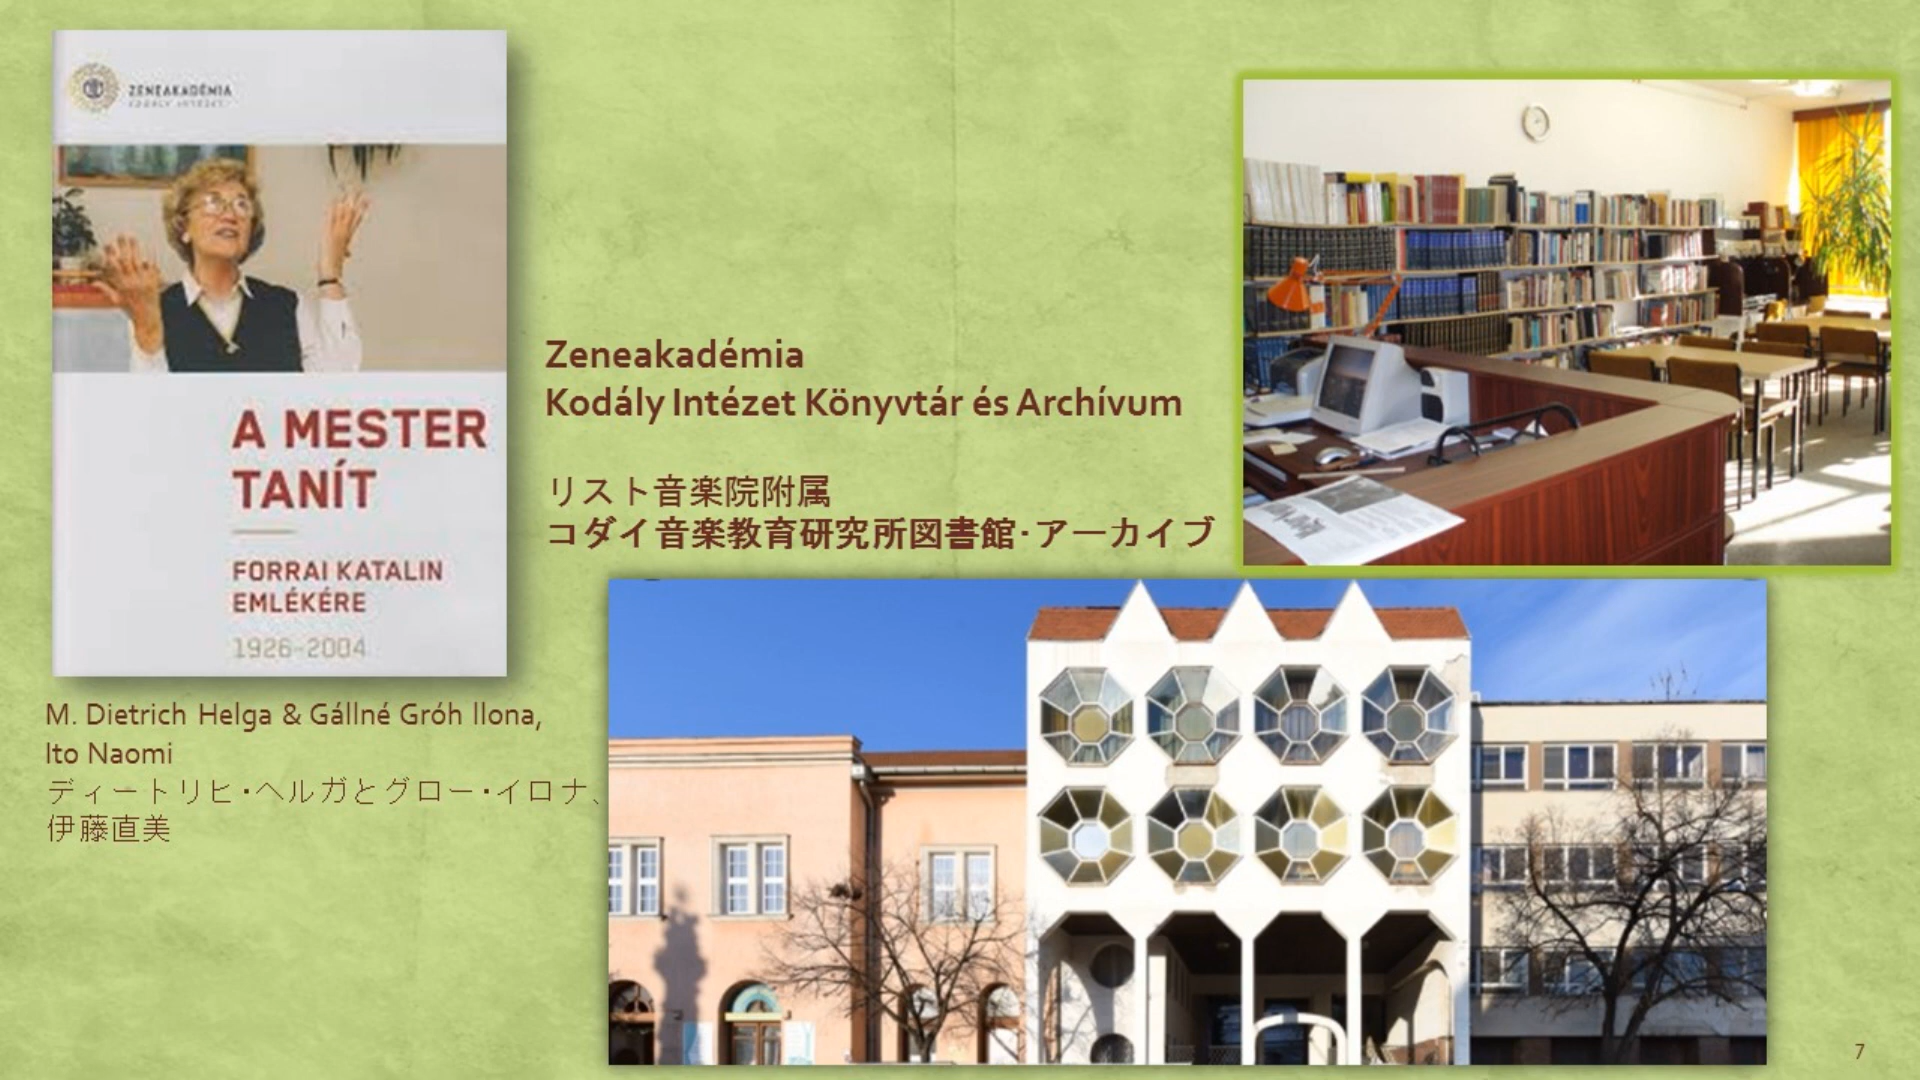 ZENEAKADÉMIA
KODÁLY INTÉZET
A MESTER
TANÍT
FORRAI KATALIN
EMLÉKÉRE
1926–2004
M. Dietrich Helga & Gállné Gróh Ilona,
Ito Naomi
ディートリヒ・ヘルガとグロー・イロナ、
伊藤直美
Zeneakadémia
Kodály Intézet Könyvtár és Archívum
リスト音楽院附属
コダイ音楽教育研究所図書館・アーカイブ
7